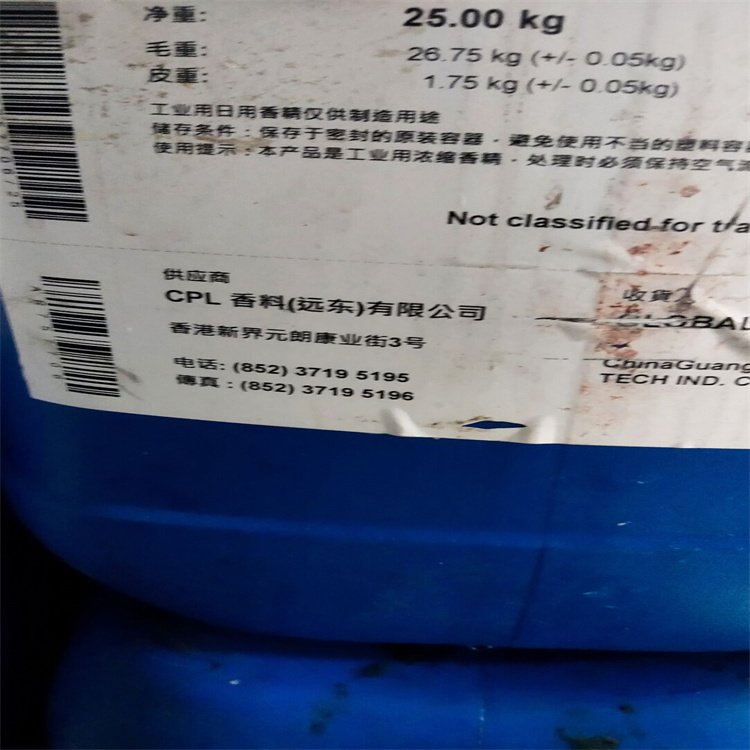 净重: 25.00 kg
毛重: 26.75 kg (+/- 0.05kg)
皮重: 1.75 kg (+/- 0.05kg)
工业用日用香精仅供制造用途
储存条件：保存于密封的原装容器，避免使用不当的塑料容
使用提示：本产品是工业用浓缩香精，处理时必须保持空气
Not classified for
供应商
CPL 香料(远东)有限公司
香港新界元朗康业街3号
电话: (852) 3719 5195
傳真 : (852) 3719 5196
收貨
GLOBAL
ChinaGuang
TECH IND. C